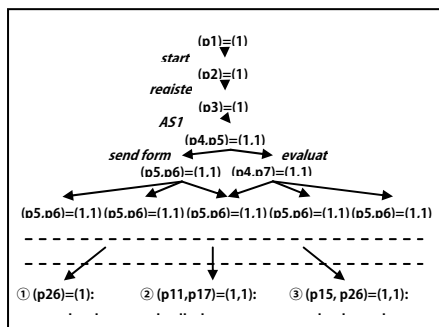 (p1)=(1)
start
(p2)=(1)
registe
(p3)=(1)
AS1
(p4,p5)=(1,1)
send form
evaluat
(p5,p6)=(1,1)
(p4,p7)=(1,1)
(p5,p6)=(1,1) (p5,p6)=(1,1) (p5,p6)=(1,1) (p5,p6)=(1,1) (p5,p6)=(1,1)
① (p26)=(1):
② (p11,p17)=(1,1):
③ (p15, p26)=(1,1):